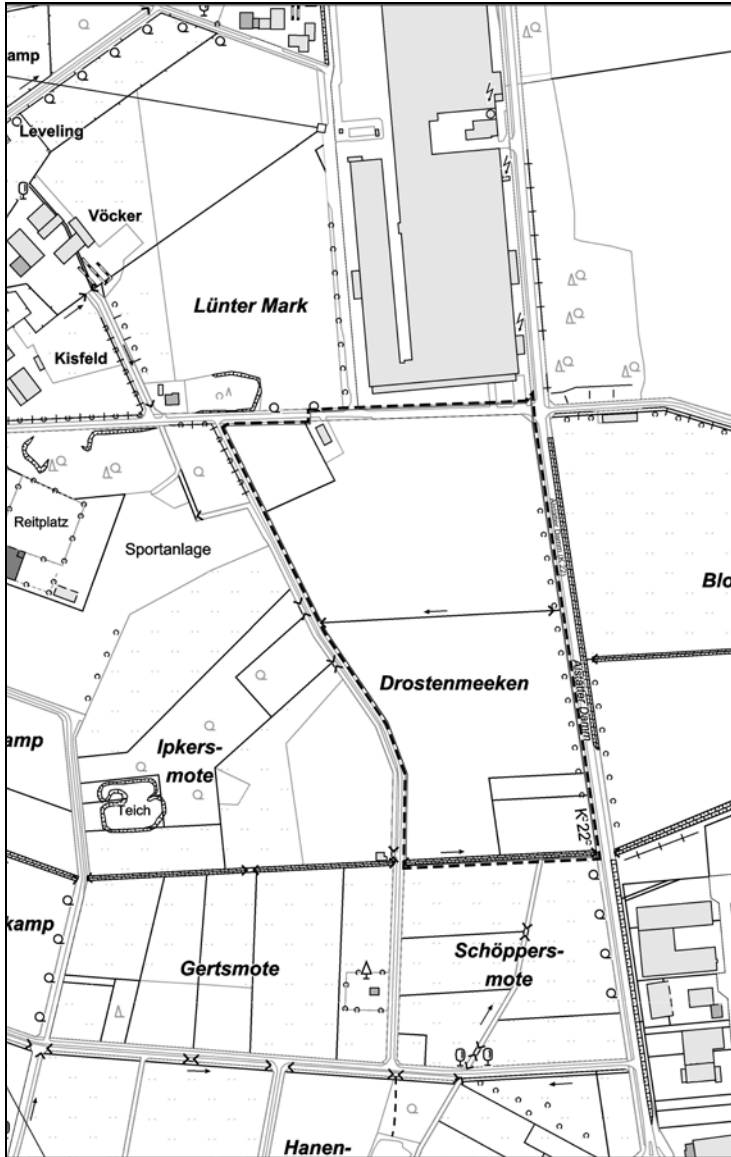 amp
Leveling
Vöcker
Lünter Mark
Kisfeld
Reitplatz
Sportanlage
Blo
Drostenmeeken
Alstätter Damm
amp
Ipkers-
mote
Teich
K 22
kamp
Gertsmote
Schöppers-
mote
Hanen-